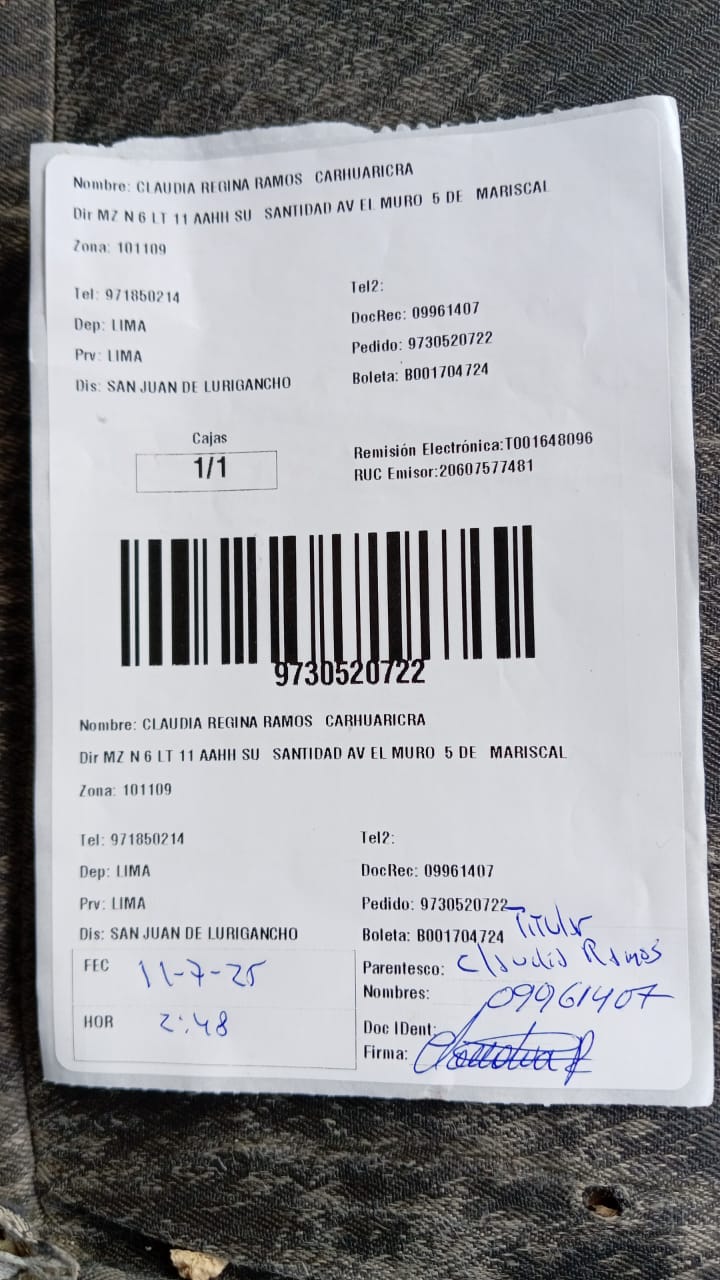 Nombre: CLAUDIA REGINA RAMOS CARHUARICRA
Dir MZ N 6 LT 11 AAHH SU SANTIDAD AV EL MURO 5 DE MARISCAL
Zona: 101109
Tel: 971850214
Tel2:
Dep: LIMA
DocRec: 09961407
Prv: LIMA
Pedido: 9730520722
Dis: SAN JUAN DE LURIGANCHO
Boleta: B001704724
Cajas
1/1
Remisión Electrónica:T001648096
RUC Emisor:20607577481
9730520722
Nombre: CLAUDIA REGINA RAMOS CARHUARICRA
Dir MZ N 6 LT 11 AAHH SU SANTIDAD AV EL MURO 5 DE MARISCAL
Zona: 101109
Tel: 971850214
Tel2:
Dep: LIMA
DocRec: 09961407
Prv: LIMA
Pedido: 9730520722
Dis: SAN JUAN DE LURIGANCHO
Boleta: B001704724
FEC 11-7-25
HOR 2:48
Parentesco: Titular
Nombres: Claudia Ramos
Doc IDent: 09961407
Firma: